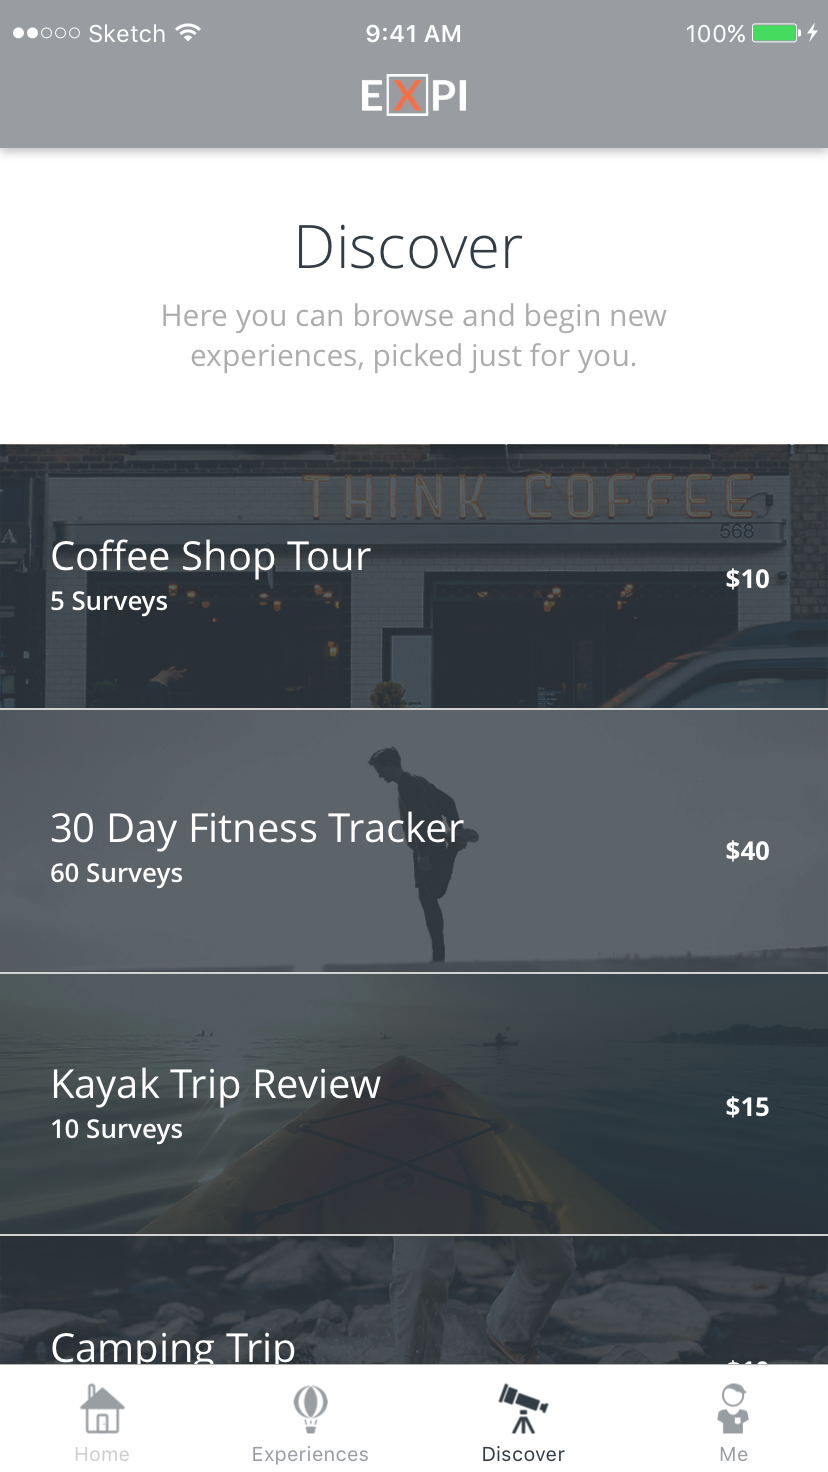 Sketch 9:41 AM 100%
EXPI
Discover
Here you can browse and begin new
experiences, picked just for you.
THINK COFFEE
568
A
Coffee Shop Tour
5 Surveys
$10
30 Day Fitness Tracker
60 Surveys
$40
Kayak Trip Review
10 Surveys
$15
Camping Trip
Home Experiences Discover Me